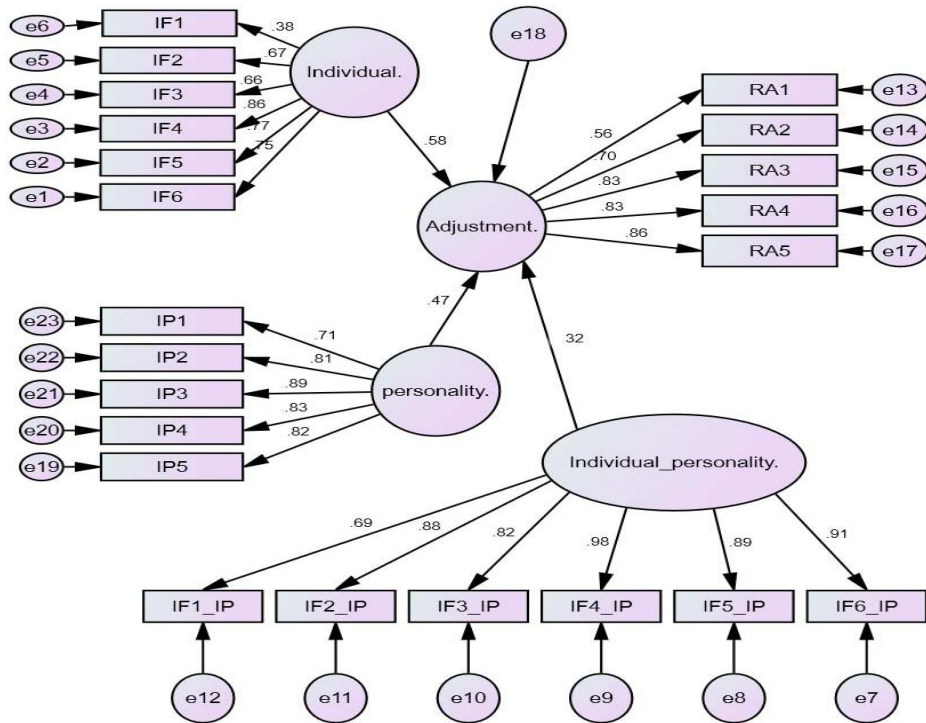 e6
IF1
.38
e5
IF2
.67
e4
IF3
.66
e3
IF4
.86
e2
IF5
.77
e1
IF6
.75
Individual.
e18
.58
Adjustment.
.56
RA1
e13
.70
RA2
e14
.83
RA3
e15
.83
RA4
e16
.86
RA5
e17
e23
IP1
.71
e22
IP2
.81
e21
IP3
.89
e20
IP4
.83
e19
IP5
.82
personality.
.47
.32
Individual_personality.
.69
.88
.82
.98
.89
.91
IF1_IP
IF2_IP
IF3_IP
IF4_IP
IF5_IP
IF6_IP
e12
e11
e10
e9
e8
e7